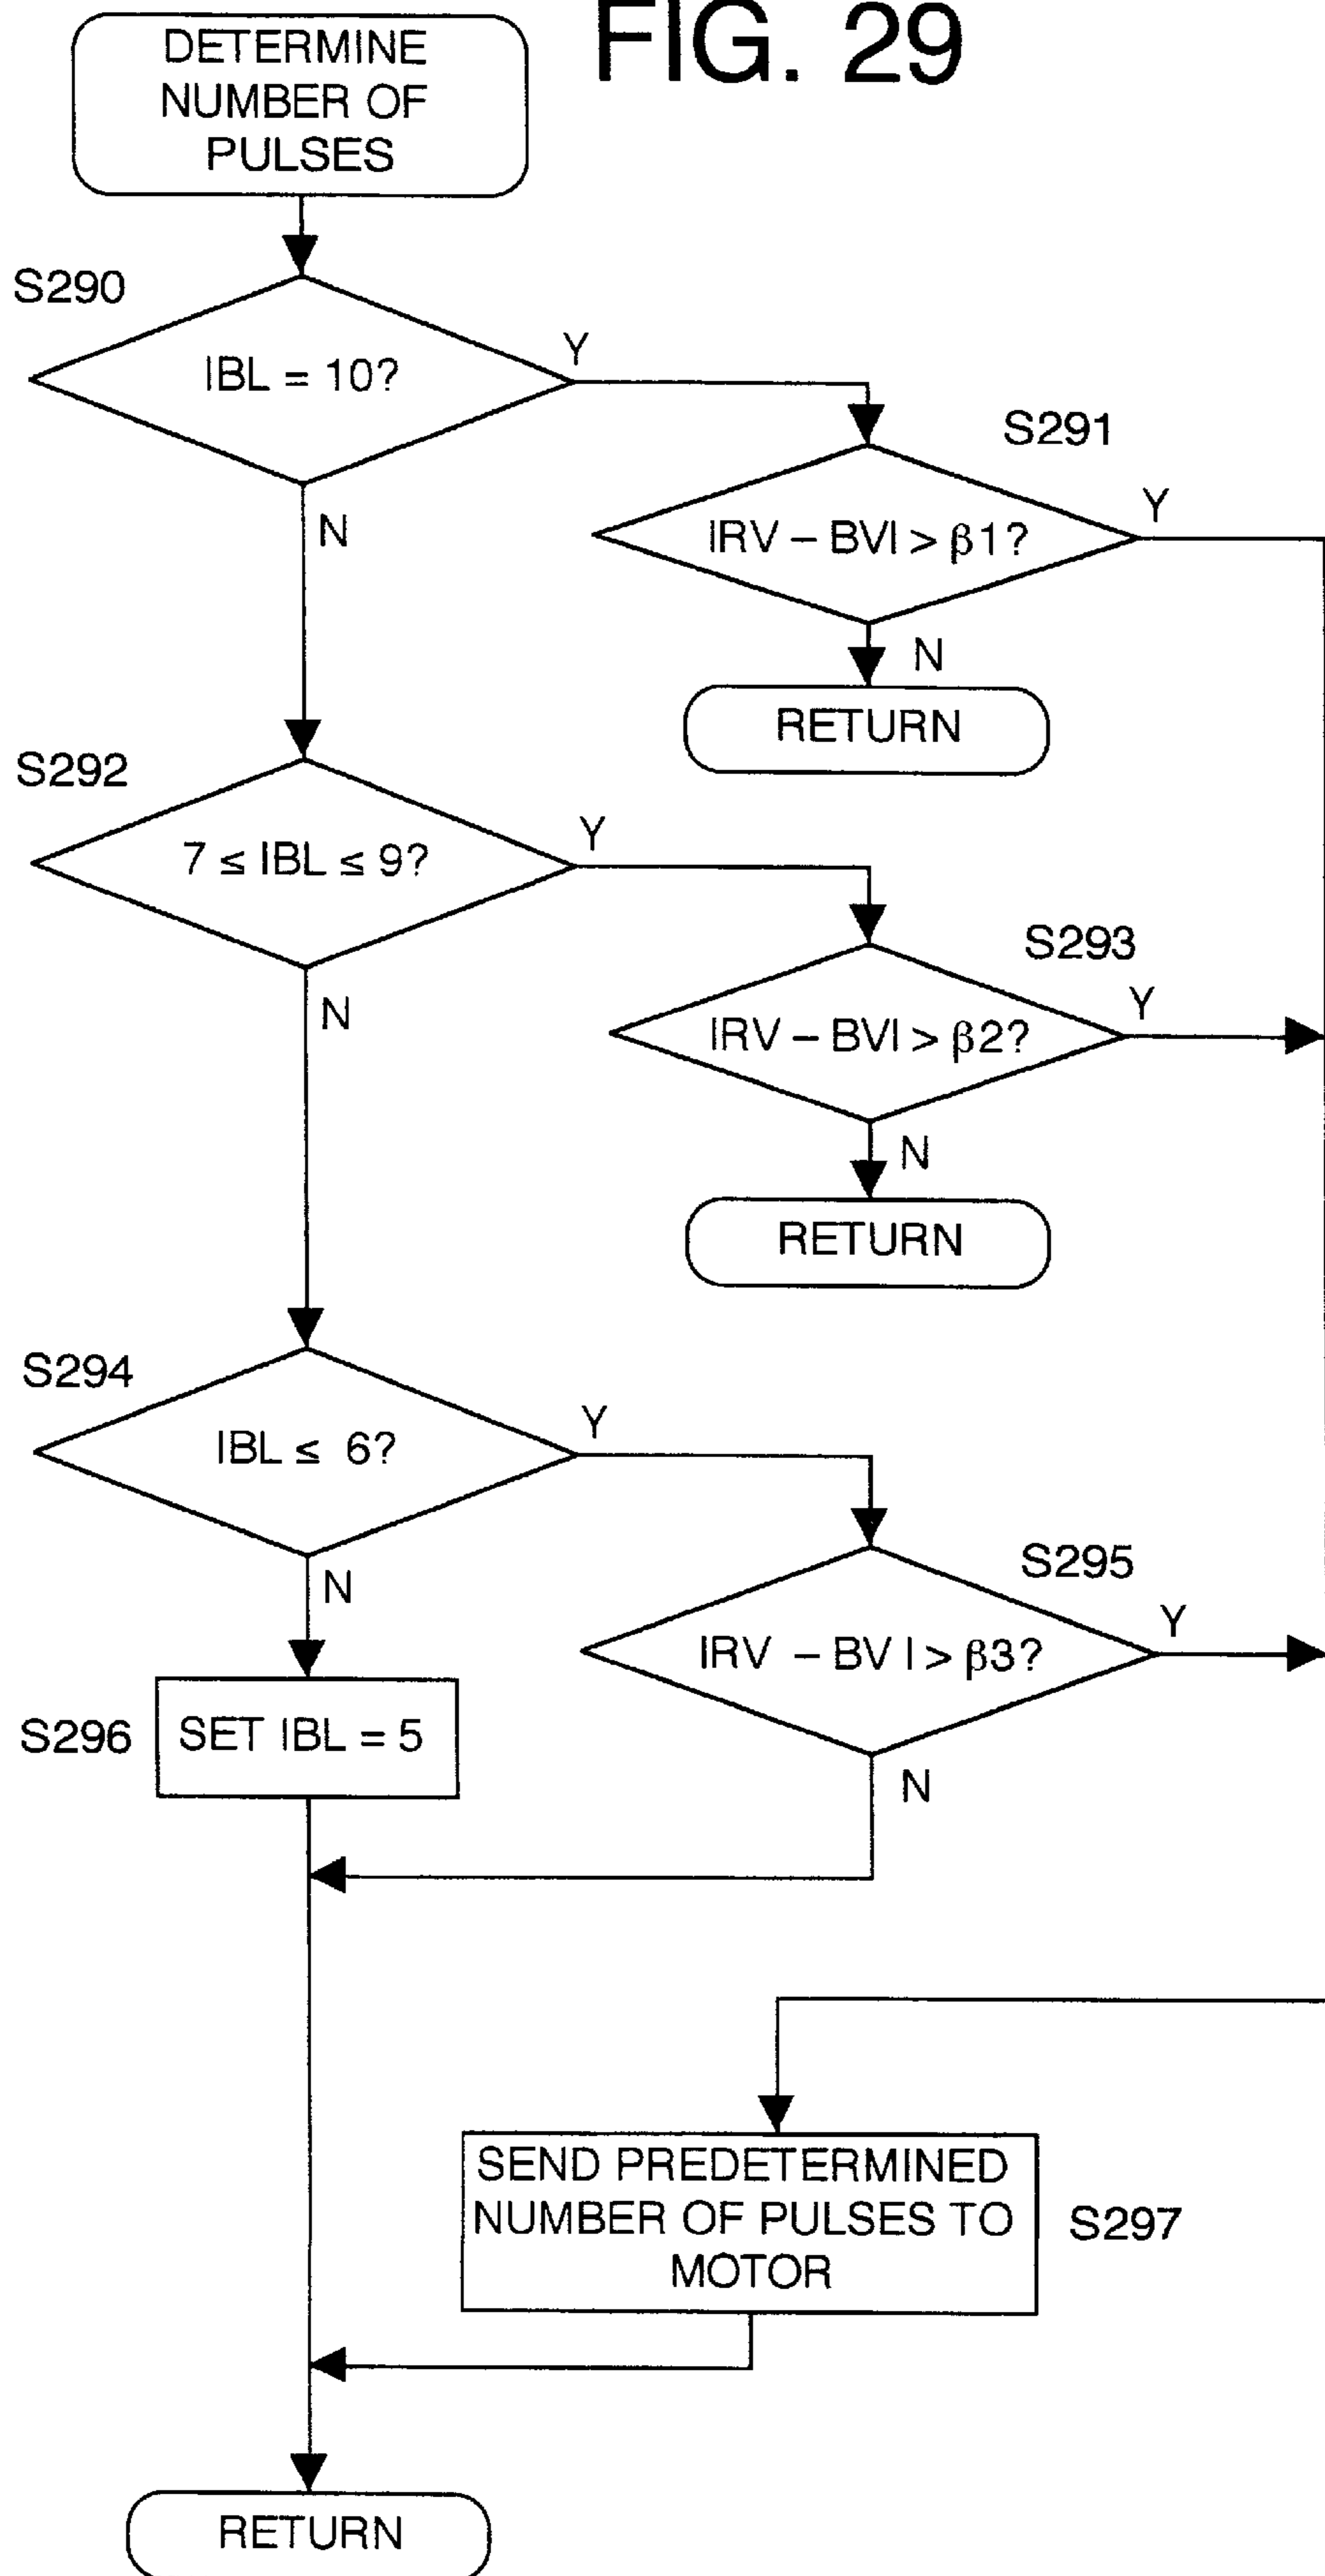 FIG. 29
DETERMINE
NUMBER OF
PULSES
S290
IBL = 10?
Y
N
S291
IRV – BVI > β1?
Y
N
RETURN
S292
7 ≤ IBL ≤ 9?
Y
N
S293
IRV – BVI > β2?
Y
N
RETURN
S294
IBL ≤ 6?
Y
N
S295
IRV – BV I > β3?
Y
N
S296
SET IBL = 5
SEND PREDETERMINED
NUMBER OF PULSES TO
MOTOR
S297
RETURN